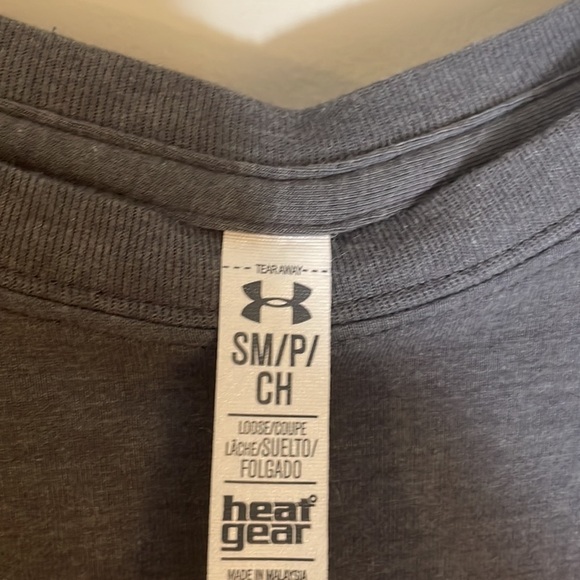 --- TEAR AWAY ---
SM/P/
CH
LOOSE/COUPE
LÂCHE/SUELTO/
FOLGADO
heat
gear
MADE IN MALAYSIA